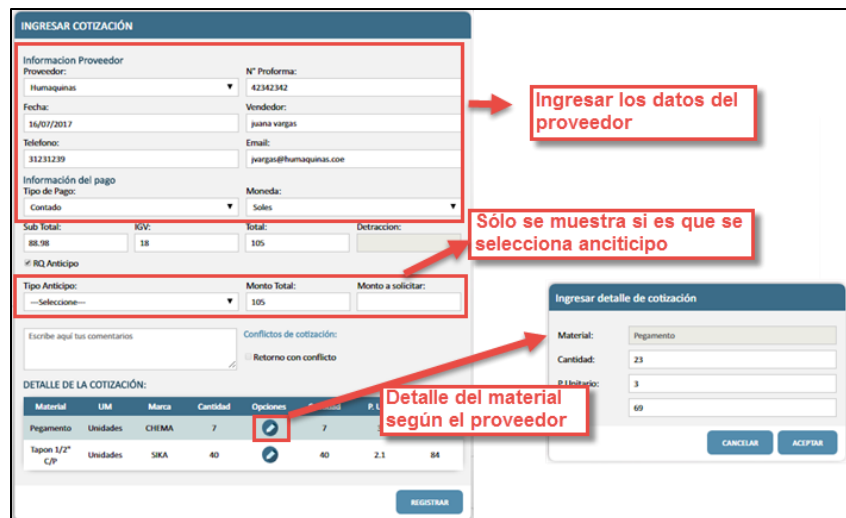 INGRESAR COTIZACIÓN
Informacion Proveedor
Proveedor: N° Proforma:
Humaquinas 42342342
Fecha: Vendedor:
16/07/2017 juana vargas
Telefono: Email:
31231239 jvargas@humaquinas.coe
Información del pago
Tipo de Pago: Moneda:
Contado Soles
Sub Total: IGV: Total: Detraccion:
88.98 18 105
RQ Anticipo
Tipo Anticipo: Monto Total: Monto a solicitar:
---Seleccione--- 105
Escribe aquí tus comentarios Conflictos de cotización:
Retorno con conflicto
DETALLE DE LA COTIZACIÓN:
Material UM Marca Cantidad Opciones P. U
Pegamento Unidades CHEMA 7 7
Tapon 1/2" C/P Unidades SIKA 40 40 2.1 84
REGISTRAR
Ingresar los datos del
proveedor
Sólo se muestra si es que se
selecciona anciticipo
Detalle del material
según el proveedor
Ingresar detalle de cotización
Material: Pegamento
Cantidad: 23
P.Unitario: 3
69
CANCELAR ACEPTAR